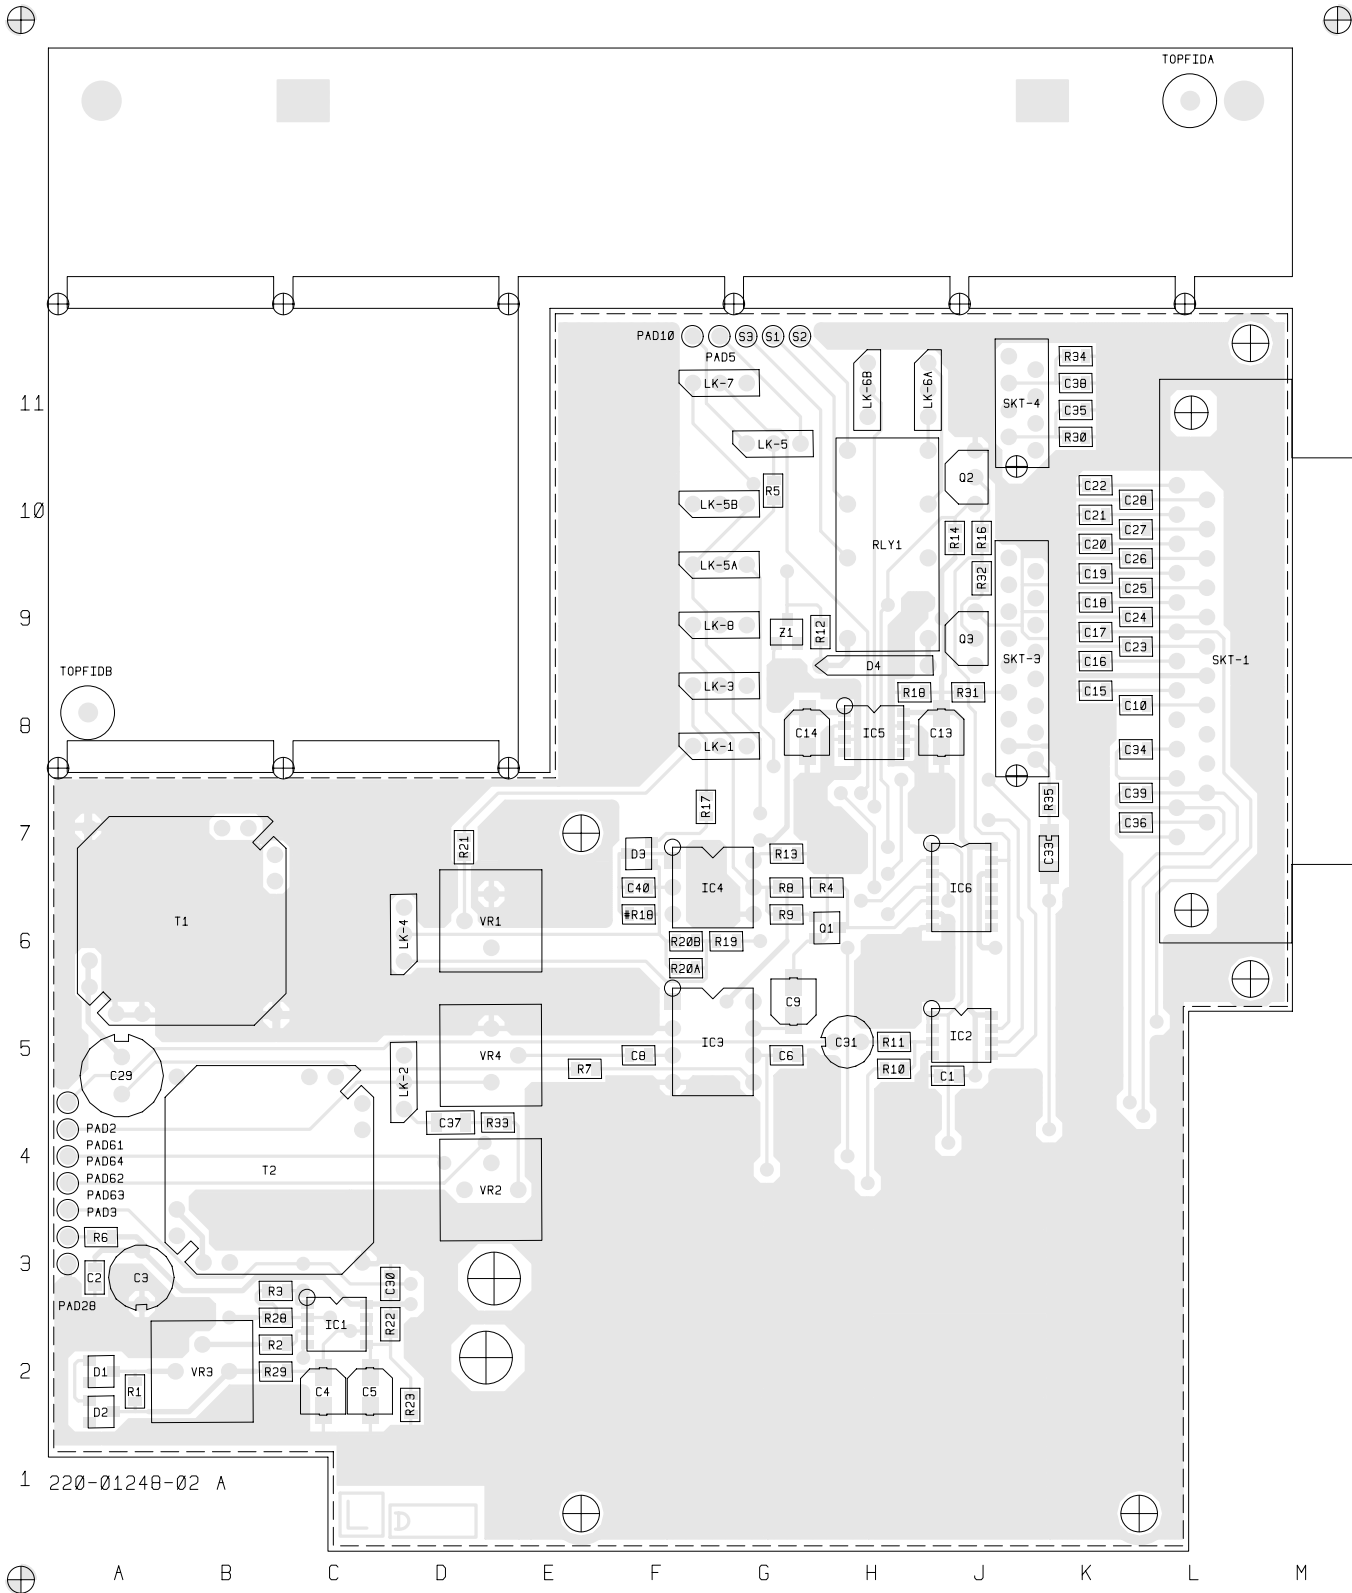 TOPFIDA
PAD10
S3 S1 S2
PAD5
LK-7
LK-6B
LK-6A
SKT-4
R34
C38
C35
R30
11
LK-5
R5
Q2
10
LK-5B
C22
C28
C21
C27
RLY1
R14
R16
C20
C26
LK-5A
R32
C19
C25
C18
9
LK-8
Z1
R12
Q3
C24
C17
C23
D4
SKT-3
C16
SKT-1
TOPFIDB
LK-3
R18
R31
C15
C10
8
C14
IC5
C13
LK-1
C34
R17
R35
C39
7
C36
R21
D3
R13
C33
C40
IC4
R8
R4
IC6
#R18
R9
T1
VR1
LK-4
Q1
6
R20B
R19
R20A
C9
5
VR4
IC3
C31
R11
IC2
C8
C6
R7
R10
C1
C29
LK-2
C37
R33
PAD2
4
PAD61
PAD64
PAD62
T2
VR2
PAD63
PAD3
R6
3
C2
C3
R3
C30
PAD28
R28
IC1
R22
R2
2
D1
VR3
R29
R1
C4
C5
D2
R23
1
220-01248-02 A
L D
A B C D E F G H J K L M